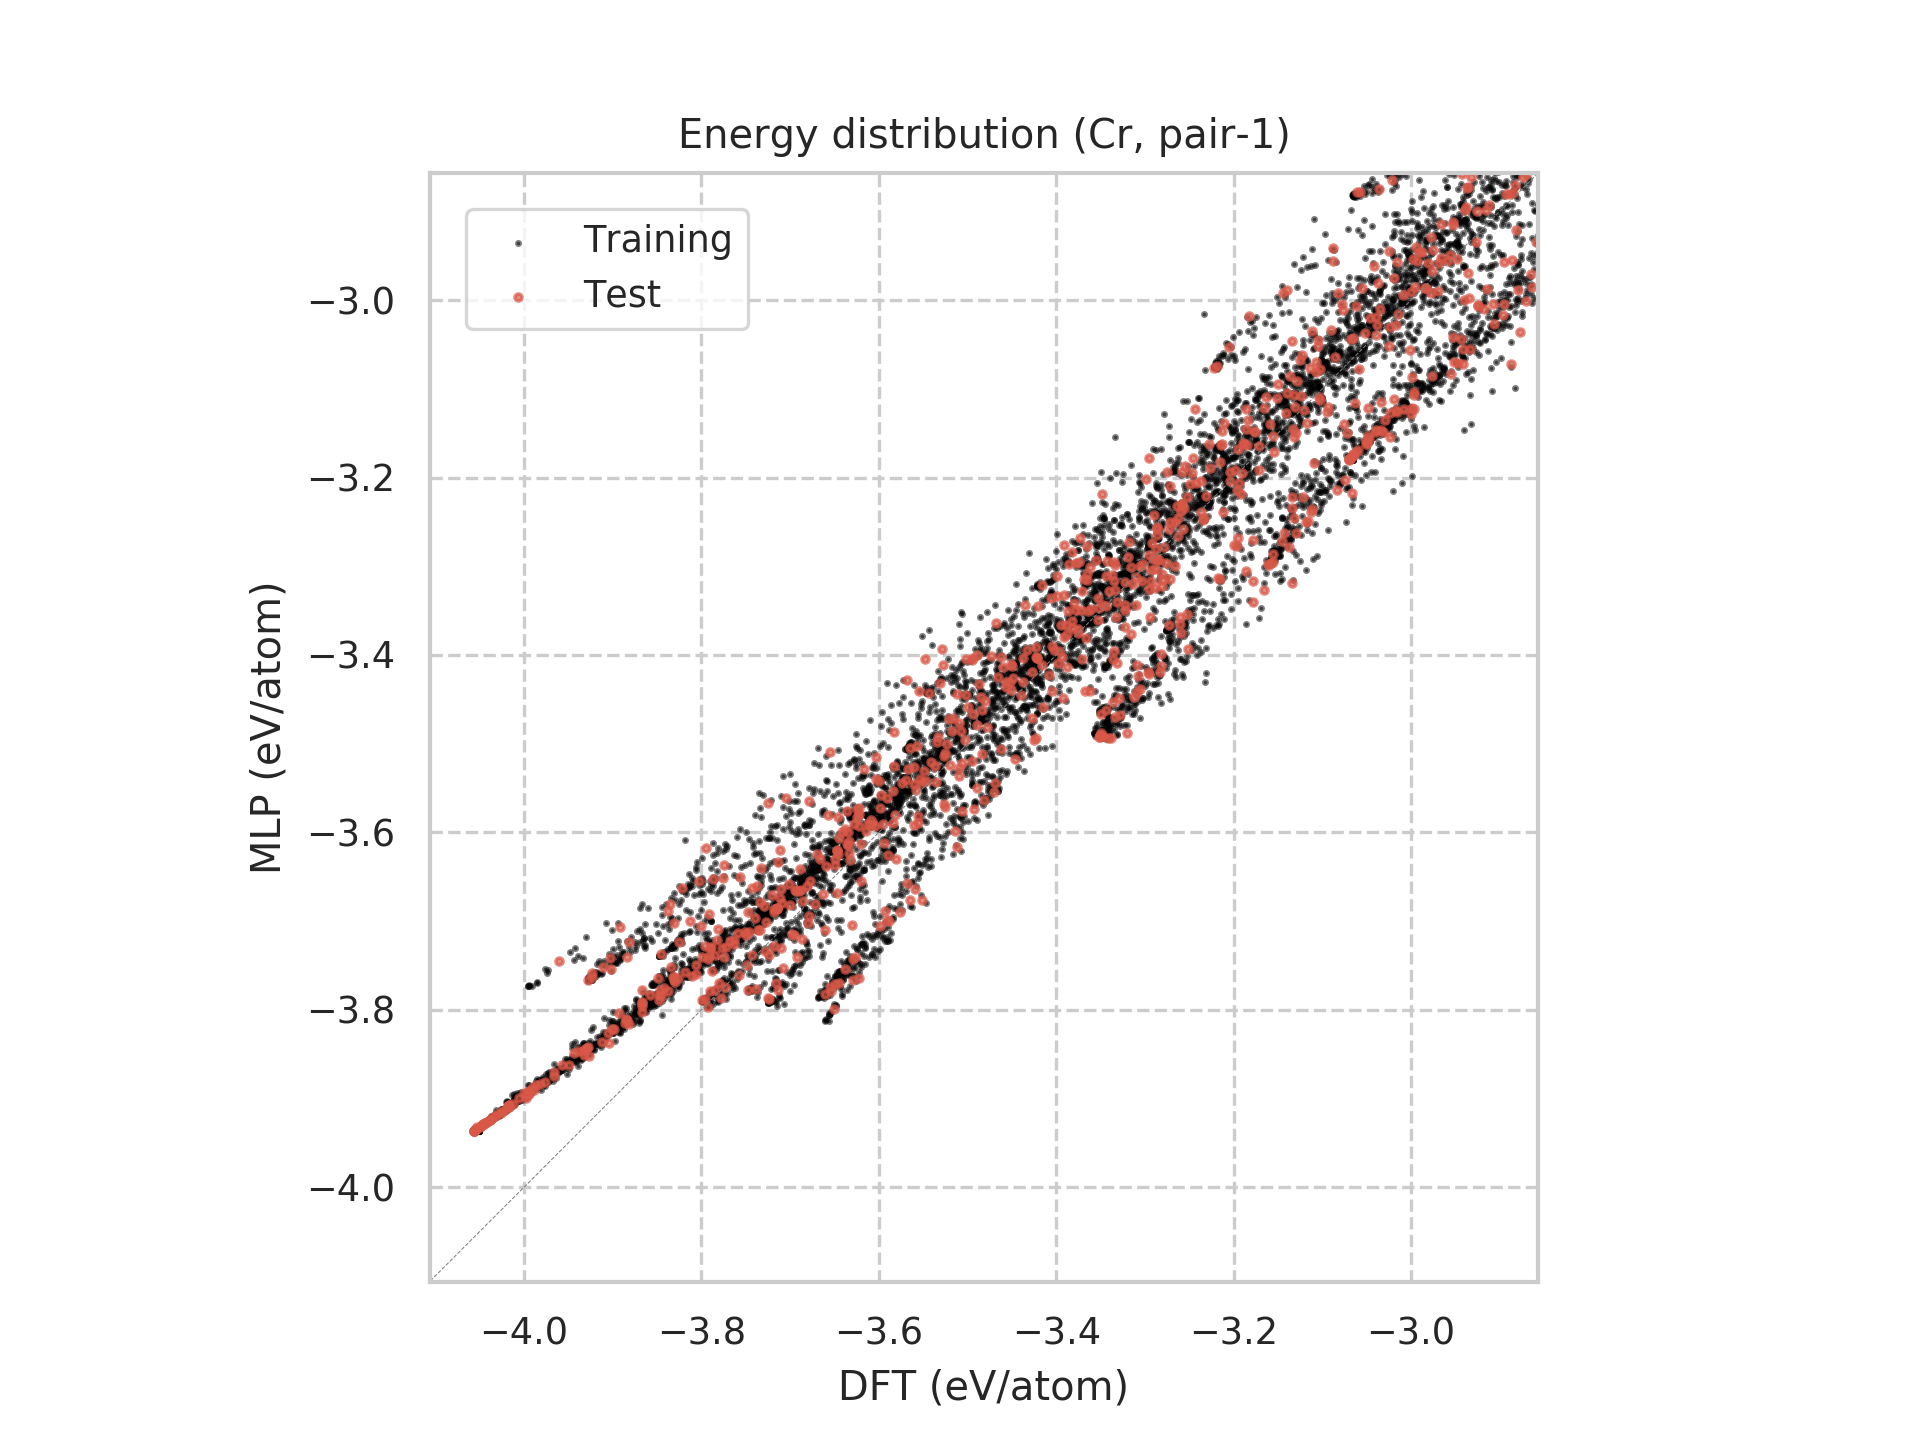 Energy distribution (Cr, pair-1)
Training
Test
MLP (eV/atom)
−3.0
−3.2
−3.4
−3.6
−3.8
−4.0
−4.0 −3.8 −3.6 −3.4 −3.2 −3.0
DFT (eV/atom)